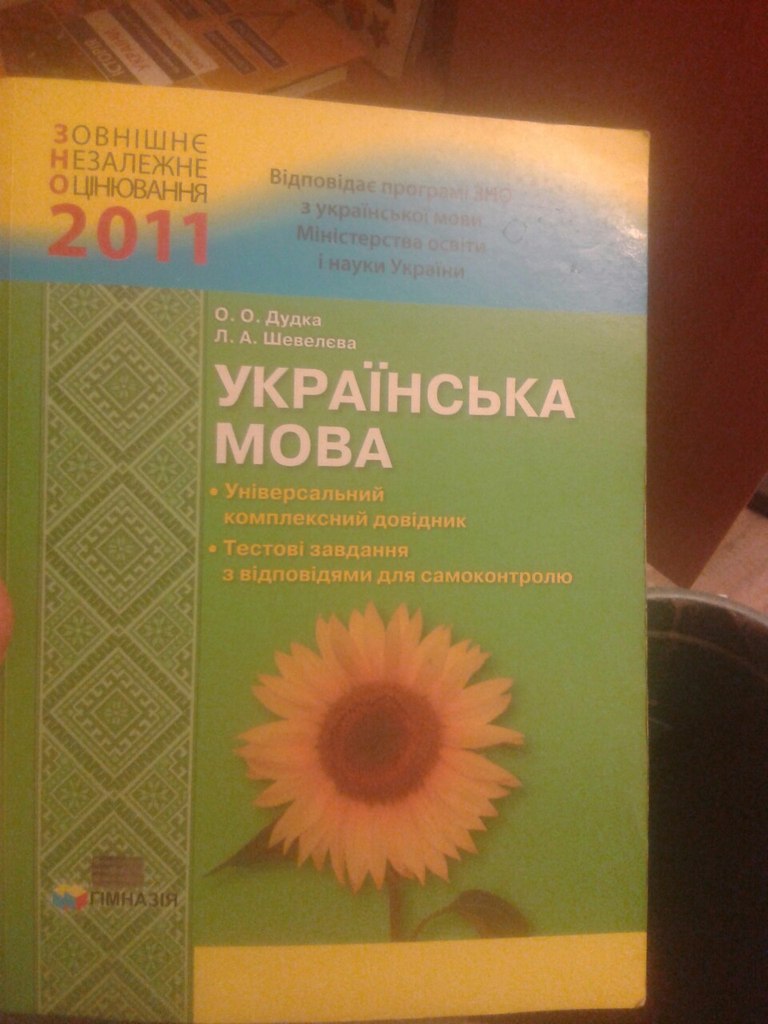 ЗОВНІШНЄ
НЕЗАЛЕЖНЕ
ОЦІНЮВАННЯ
2011
Відповідає програмі ЗНО
з української мови
Міністерства освіти
і науки України
О. О. Дудка
Л. А. Шевелєва
УКРАЇНСЬКА
МОВА
• Універсальний
комплексний довідник
• Тестові завдання
з відповідями для самоконтролю
ГІМНАЗІЯ